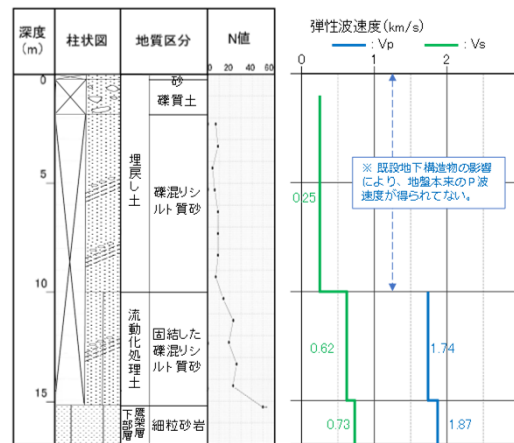 深度
(m)
柱状図
地質区分
N値
0 20 40 60
0
5
10
15
砂
礫質土
埋戻し土
礫混りシ
ルト質砂
流動化処理土
固結した
礫混りシ
ルト質砂
鷹架層
下部層
細粒砂岩
弾性波速度(km/s)
: Vp
: Vs
0 1 2 3
※ 既設地下構造物の影響
により、地盤本来のP波
速度が得られてない。
0.25
0.62
1.74
0.73
1.87